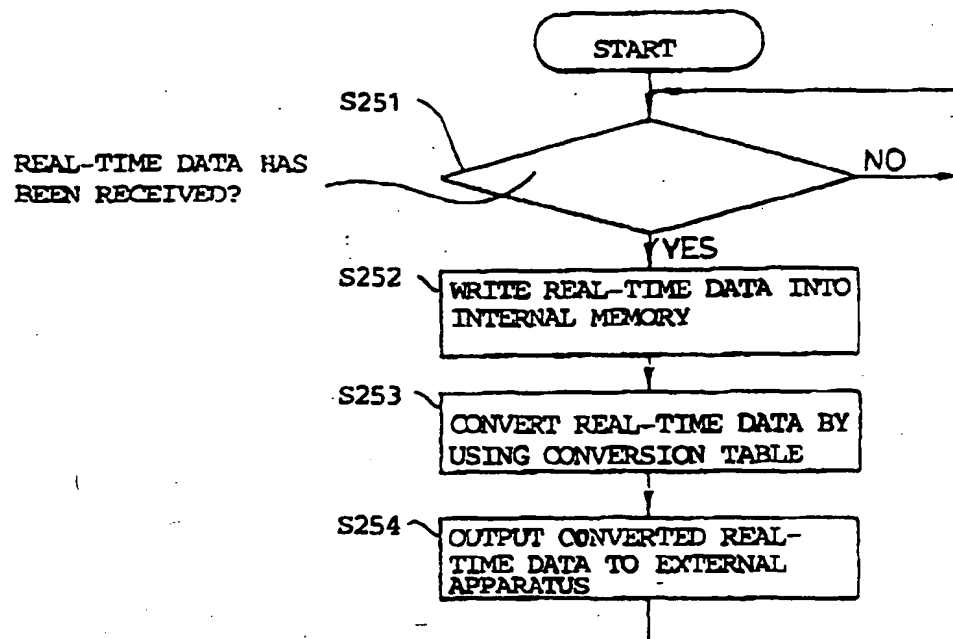 START
S251
REAL-TIME DATA HAS
BEEN RECEIVED?
NO
YES
S252
WRITE REAL-TIME DATA INTO
INTERNAL MEMORY
S253
CONVERT REAL-TIME DATA BY
USING CONVERSION TABLE
S254
OUTPUT CONVERTED REAL-
TIME DATA TO EXTERNAL
APPARATUS